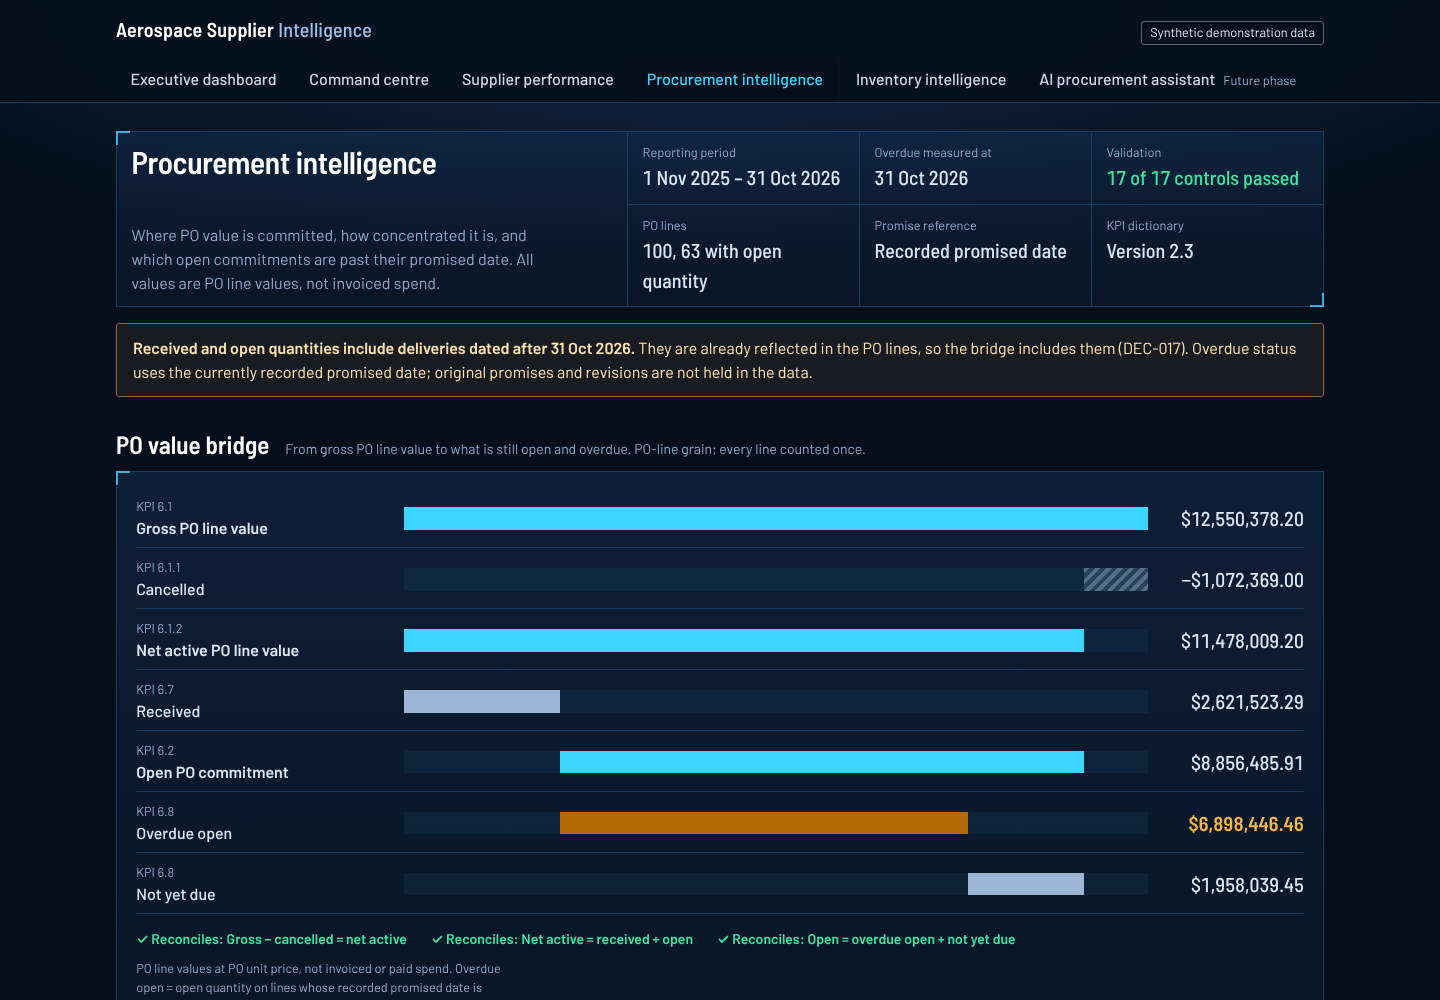 Aerospace Supplier Intelligence
Synthetic demonstration data
Executive dashboard
Command centre
Supplier performance
Procurement intelligence
Inventory intelligence
AI procurement assistant Future phase
Procurement intelligence
Where PO value is committed, how concentrated it is, and
which open commitments are past their promised date. All
values are PO line values, not invoiced spend.
Reporting period
1 Nov 2025 – 31 Oct 2026
Overdue measured at
31 Oct 2026
Validation
17 of 17 controls passed
PO lines
100, 63 with open
quantity
Promise reference
Recorded promised date
KPI dictionary
Version 2.3
Received and open quantities include deliveries dated after 31 Oct 2026. They are already reflected in the PO lines, so the bridge includes them (DEC-017). Overdue status
uses the currently recorded promised date; original promises and revisions are not held in the data.
PO value bridge
From gross PO line value to what is still open and overdue. PO-line grain; every line counted once.
KPI 6.1
Gross PO line value
$12,550,378.20
KPI 6.1.1
Cancelled
−$1,072,369.00
KPI 6.1.2
Net active PO line value
$11,478,009.20
KPI 6.7
Received
$2,621,523.29
KPI 6.2
Open PO commitment
$8,856,485.91
KPI 6.8
Overdue open
$6,898,446.46
KPI 6.8
Not yet due
$1,958,039.45
✓ Reconciles: Gross − cancelled = net active
✓ Reconciles: Net active = received + open
✓ Reconciles: Open = overdue open + not yet due
PO line values at PO unit price, not invoiced or paid spend. Overdue
open = open quantity on lines whose recorded promised date is